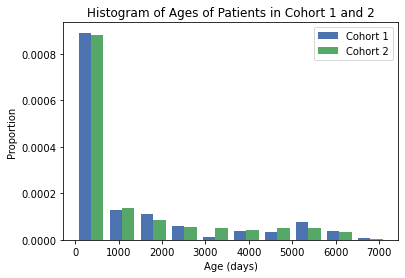 Histogram of Ages of Patients in Cohort 1 and 2
Cohort 1
Cohort 2
Proportion
0.0008
0.0006
0.0004
0.0002
0.0000
0 1000 2000 3000 4000 5000 6000 7000
Age (days)